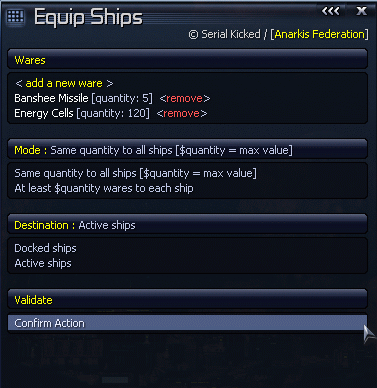 Equip Ships
© Serial Kicked / [Anarkis Federation]
Wares
< add a new ware >
Banshee Missile [quantity: 5] <remove>
Energy Cells [quantity: 120] <remove>
Mode : Same quantity to all ships [$quantity = max value]
Same quantity to all ships [$quantity = max value]
At least $quantity wares to each ship
Destination : Active ships
Docked ships
Active ships
Validate
Confirm Action